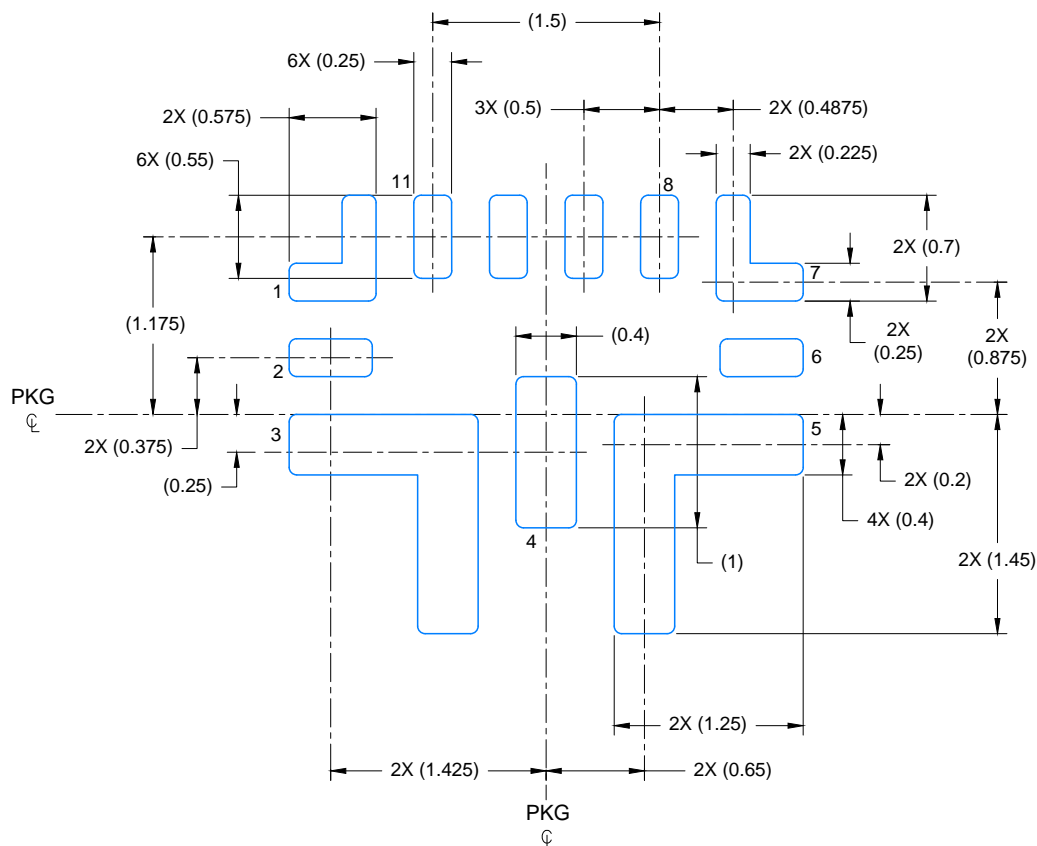 (1.5)
6X (0.25)
3X (0.5)
2X (0.4875)
2X (0.575)
2X (0.225)
6X (0.55)
11
8
2X (0.7)
7
1
(1.175)
(0.4)
2X
(0.25)
2X
(0.875)
6
2
PKG
℄
3
5
2X (0.375)
(0.25)
2X (0.2)
4X (0.4)
4
(1)
2X (1.45)
2X (1.25)
2X (1.425)
2X (0.65)
PKG
℄